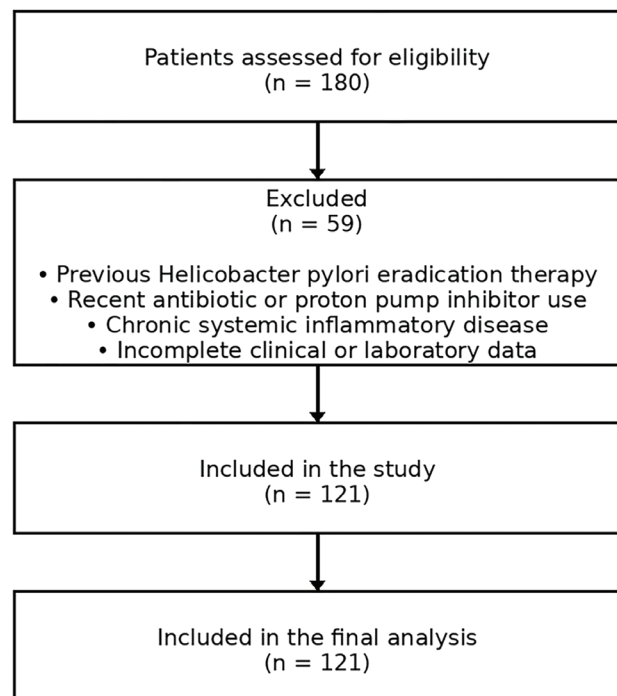 Patients assessed for eligibility
(n = 180)
Excluded
(n = 59)
• Previous Helicobacter pylori eradication therapy
• Recent antibiotic or proton pump inhibitor use
• Chronic systemic inflammatory disease
• Incomplete clinical or laboratory data
Included in the study
(n = 121)
Included in the final analysis
(n = 121)